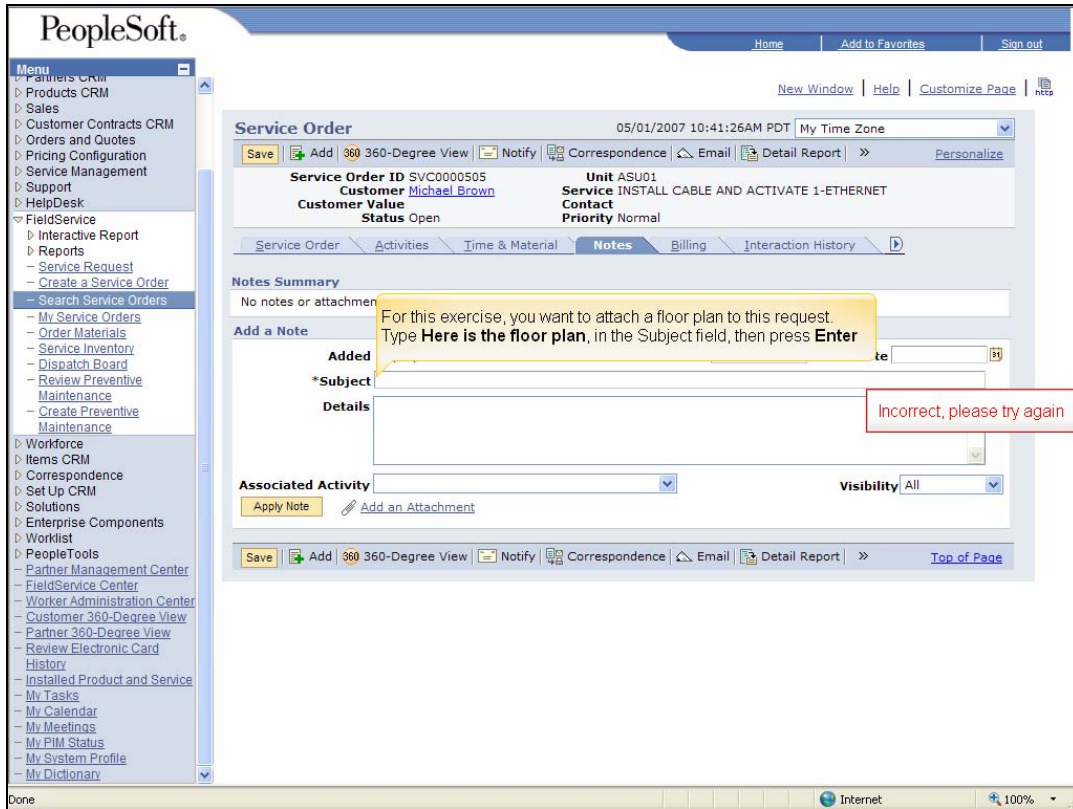 PeopleSoft®
Home Add to Favorites Sign out
Menu
Partners CRM
Products CRM
Sales
Customer Contracts CRM
Orders and Quotes
Pricing Configuration
Service Management
Support
HelpDesk
FieldService
Interactive Report
Reports
Service Request
Create a Service Order
Search Service Orders
My Service Orders
Order Materials
Service Inventory
Dispatch Board
Review Preventive
Maintenance
Create Preventive
Maintenance
Workforce
Items CRM
Correspondence
Set Up CRM
Solutions
Enterprise Components
Worklist
PeopleTools
Partner Management Center
FieldService Center
Worker Administration Center
Customer 360-Degree View
Partner 360-Degree View
Review Electronic Card
History
Installed Product and Service
My Tasks
My Calendar
My Meetings
My PIM Status
My System Profile
My Dictionary
New Window | Help | Customize Page | http
Service Order 05/01/2007 10:41:26AM PDT My Time Zone
Save | Add | 360 360-Degree View | Notify | Correspondence | Email | Detail Report | » Personalize
Service Order ID SVC0000505 Unit ASU01
Customer Michael Brown Service INSTALL CABLE AND ACTIVATE 1-ETHERNET
Customer Value Contact
Status Open Priority Normal
Service Order Activities Time & Material Notes Billing Interaction History
Notes Summary
No notes or attachmen
For this exercise, you want to attach a floor plan to this request.
Type Here is the floor plan, in the Subject field, then press Enter
Add a Note
Added te 31
*Subject
Details
Incorrect, please try again
Associated Activity Visibility All
Apply Note Add an Attachment
Save | Add | 360 360-Degree View | Notify | Correspondence | Email | Detail Report | » Top of Page
Done Internet 100%